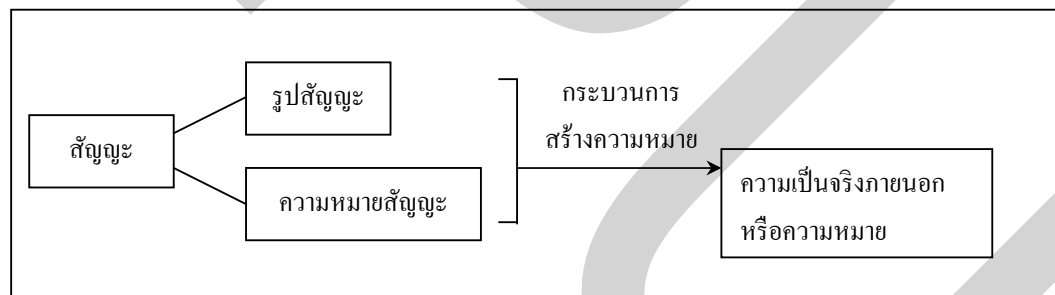 รูปสัญญะ
กระบวนการ
สร้างความหมาย
สัญญะ
ความหมายสัญญะ
ความเป็นจริงภายนอก
หรือความหมาย